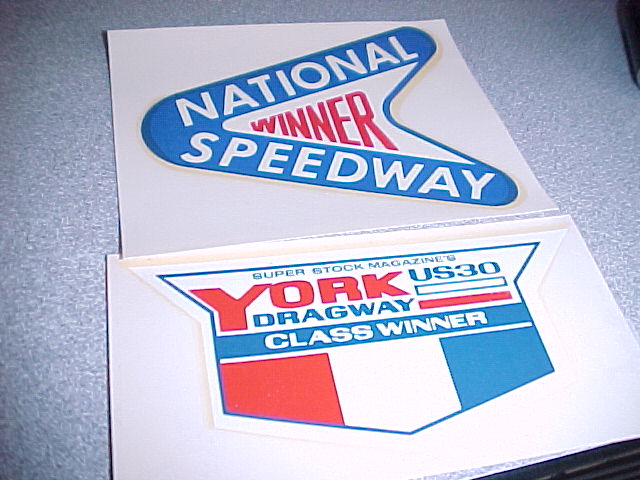 NATIONAL
WINNER
SPEEDWAY
SUPER STOCK MAGAZINE'S
YORK US30
DRAGWAY
CLASS WINNER